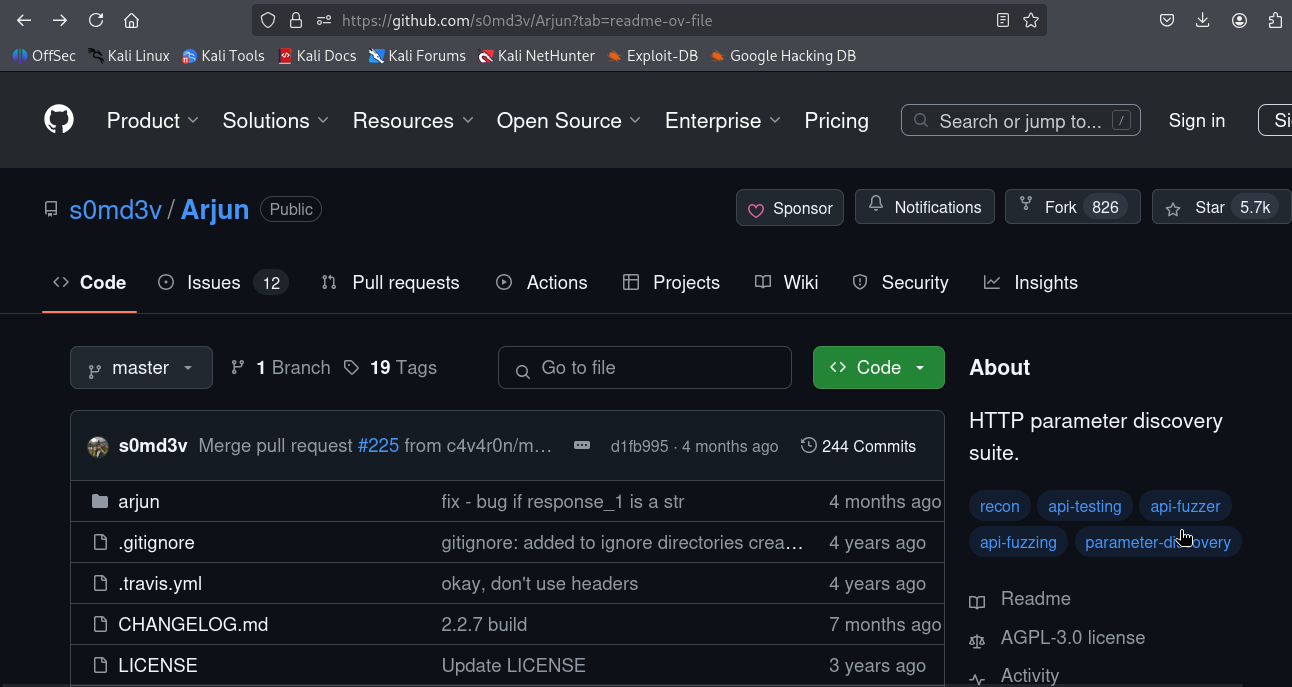 https://github.com/s0md3v/Arjun?tab=readme-ov-file
OffSec Kali Linux Kali Tools Kali Docs Kali Forums Kali NetHunter Exploit-DB Google Hacking DB
Product Solutions Resources Open Source Enterprise Pricing Search or jump to... / Sign in Si
s0md3v / Arjun Public Sponsor Notifications Fork 826 Star 5.7k
Code Issues 12 Pull requests Actions Projects Wiki Security Insights
master 1 Branch 19 Tags Go to file Code
s0md3v Merge pull request #225 from c4v4r0n/m… d1fb995 · 4 months ago 244 Commits
arjun fix - bug if response_1 is a str 4 months ago
.gitignore gitignore: added to ignore directories crea… 4 years ago
.travis.yml okay, don't use headers 4 years ago
CHANGELOG.md 2.2.7 build 7 months ago
LICENSE Update LICENSE 3 years ago
About
HTTP parameter discovery
suite.
recon api-testing api-fuzzer
api-fuzzing parameter-discovery
Readme
AGPL-3.0 license
Activity